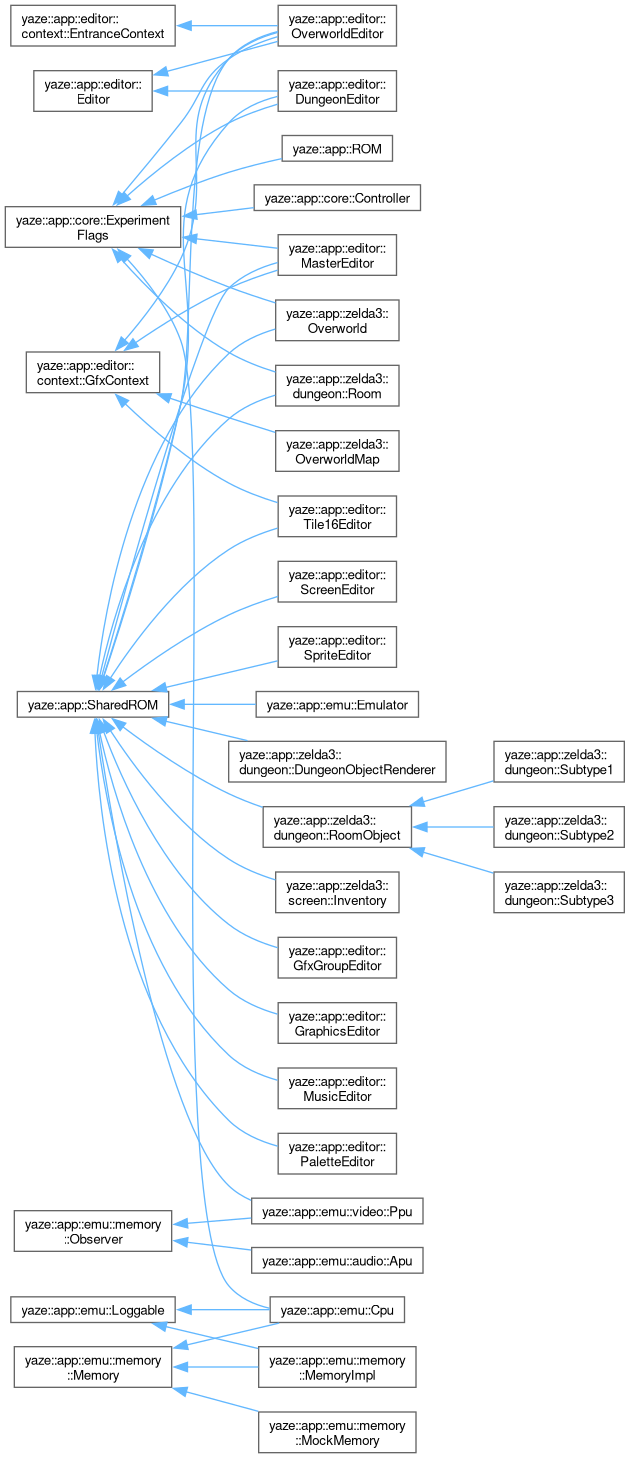 yaze::app::editor::
context::EntranceContext
yaze::app::editor::
OverworldEditor
yaze::app::editor::
Editor
yaze::app::editor::
DungeonEditor
yaze::app::ROM
yaze::app::core::Controller
yaze::app::core::Experiment
Flags
yaze::app::editor::
MasterEditor
yaze::app::zelda3::
Overworld
yaze::app::editor::
context::GfxContext
yaze::app::zelda3::
dungeon::Room
yaze::app::zelda3::
OverworldMap
yaze::app::editor::
Tile16Editor
yaze::app::editor::
ScreenEditor
yaze::app::editor::
SpriteEditor
yaze::app::SharedROM
yaze::app::emu::Emulator
yaze::app::zelda3::
dungeon::DungeonObjectRenderer
yaze::app::zelda3::
dungeon::Subtype1
yaze::app::zelda3::
dungeon::RoomObject
yaze::app::zelda3::
dungeon::Subtype2
yaze::app::zelda3::
screen::Inventory
yaze::app::zelda3::
dungeon::Subtype3
yaze::app::editor::
GfxGroupEditor
yaze::app::editor::
GraphicsEditor
yaze::app::editor::
MusicEditor
yaze::app::editor::
PaletteEditor
yaze::app::emu::video::Ppu
yaze::app::emu::memory
::Observer
yaze::app::emu::audio::Apu
yaze::app::emu::Loggable
yaze::app::emu::Cpu
yaze::app::emu::memory
::Memory
yaze::app::emu::memory
::MemoryImpl
yaze::app::emu::memory
::MockMemory